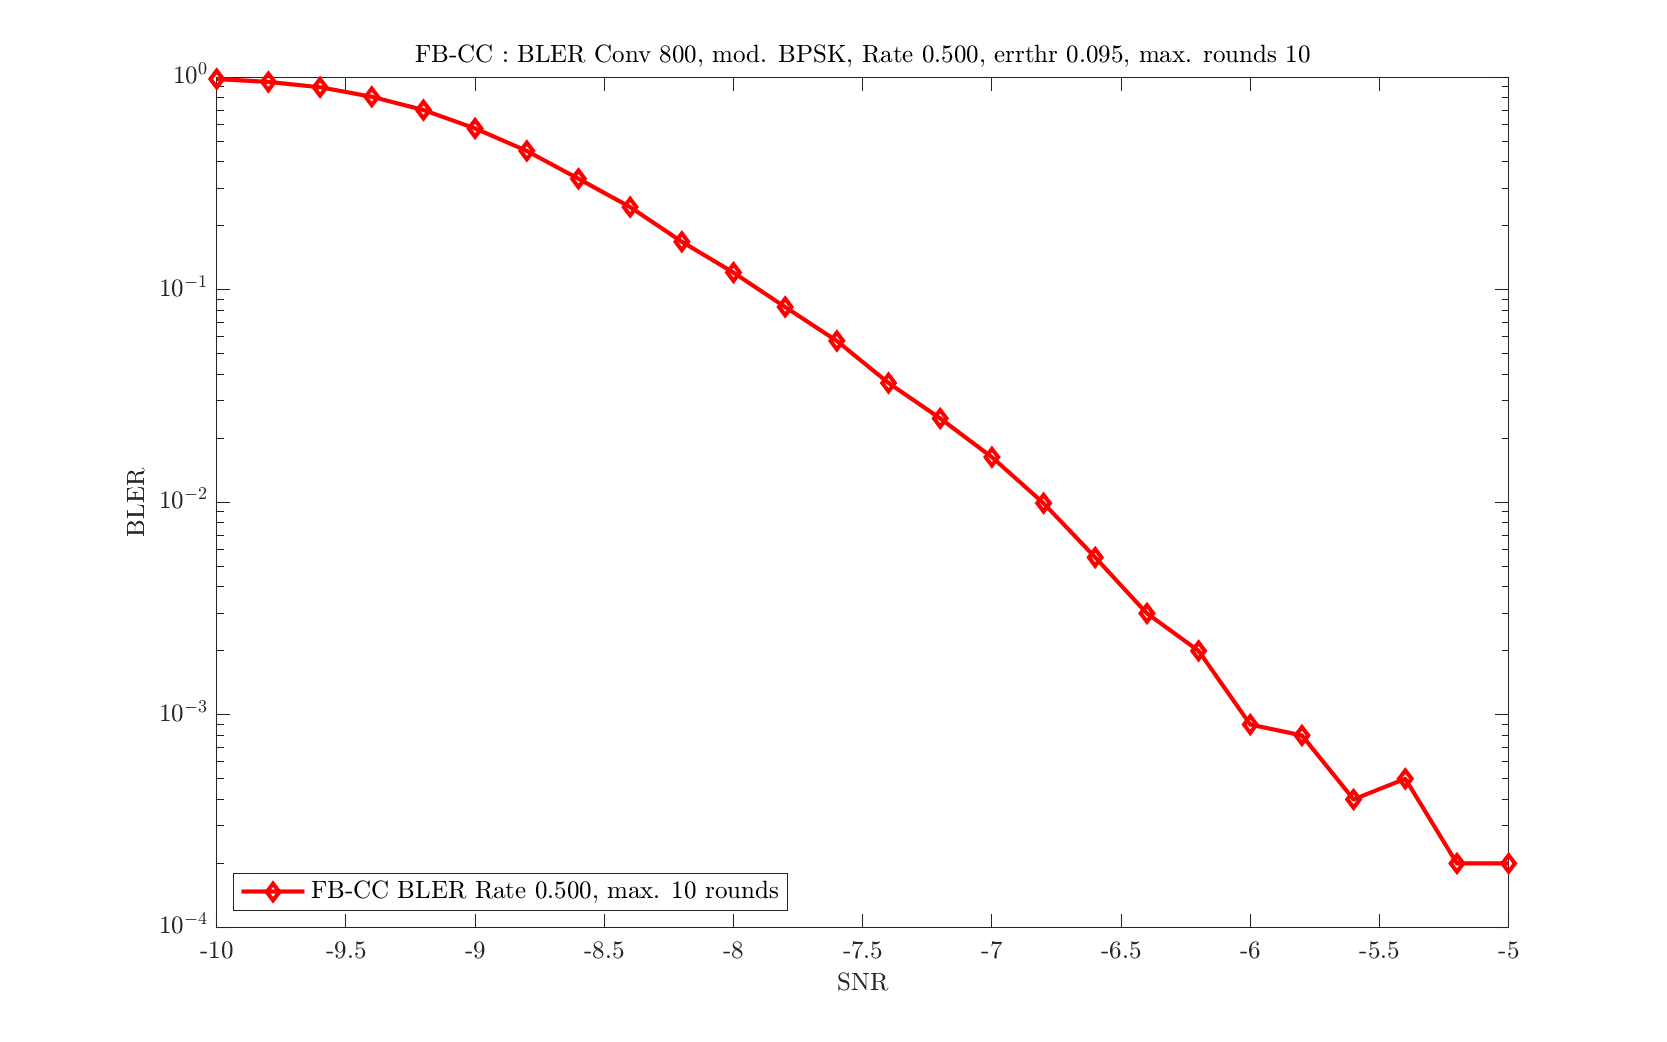 FB-CC : BLER Conv 800, mod. BPSK, Rate 0.500, errthr 0.095, max. rounds 10
10^0
10^-1
10^-2
10^-3
10^-4
BLER
FB-CC BLER Rate 0.500, max. 10 rounds
-10 -9.5 -9 -8.5 -8 -7.5 -7 -6.5 -6 -5.5 -5
SNR